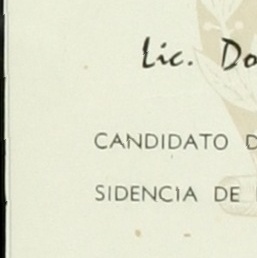 Lic. Do
CANDIDATO D
SIDENCIA DE